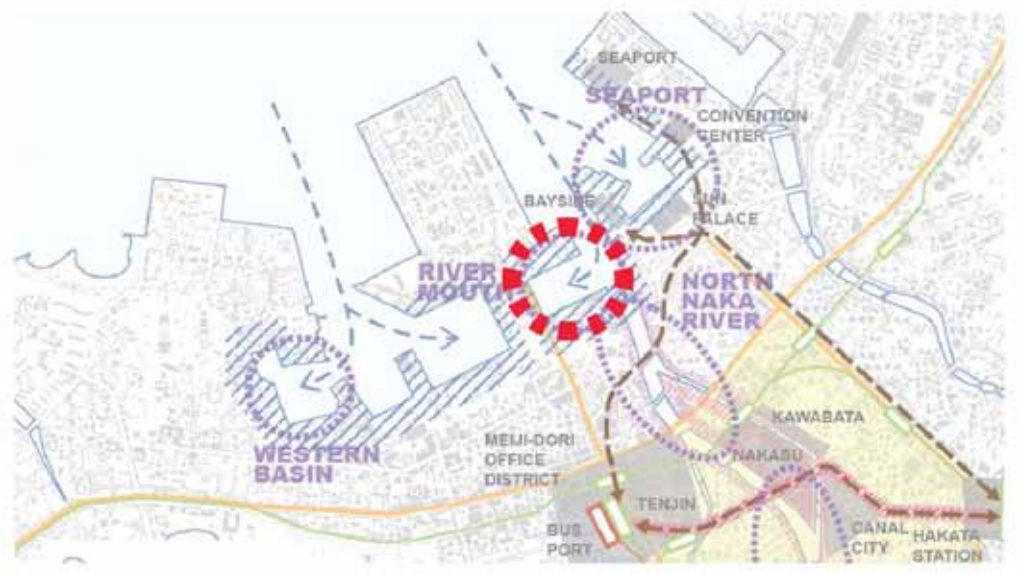 SEAPORT
SEAPORT
CONVENTION
CENTER
BAYSIDE
SUN
PALACE
RIVER
MOUTH
NORTH
NAKA
RIVER
WESTERN
BASIN
KAWABATA
MEIJI-DORI
OFFICE
DISTRICT
NAKASU
TENJIN
BUS
PORT
CANAL
CITY
HAKATA
STATION